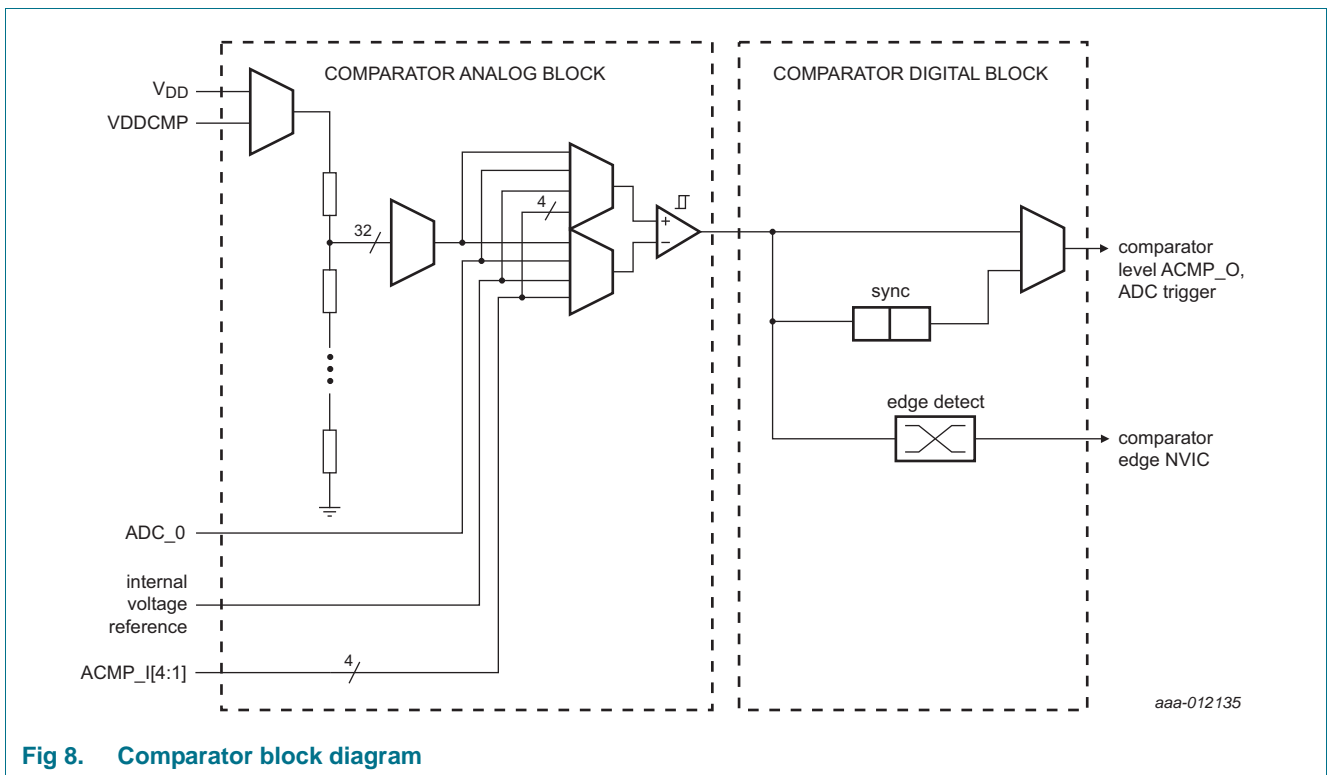 COMPARATOR ANALOG BLOCK
COMPARATOR DIGITAL BLOCK
VDD
VDDCMP
32
4
+
−
sync
comparator
level ACMP_O,
ADC trigger
edge detect
comparator
edge NVIC
ADC_0
internal
voltage
reference
ACMP_I[4:1]
4
aaa-012135
Fig 8. Comparator block diagram